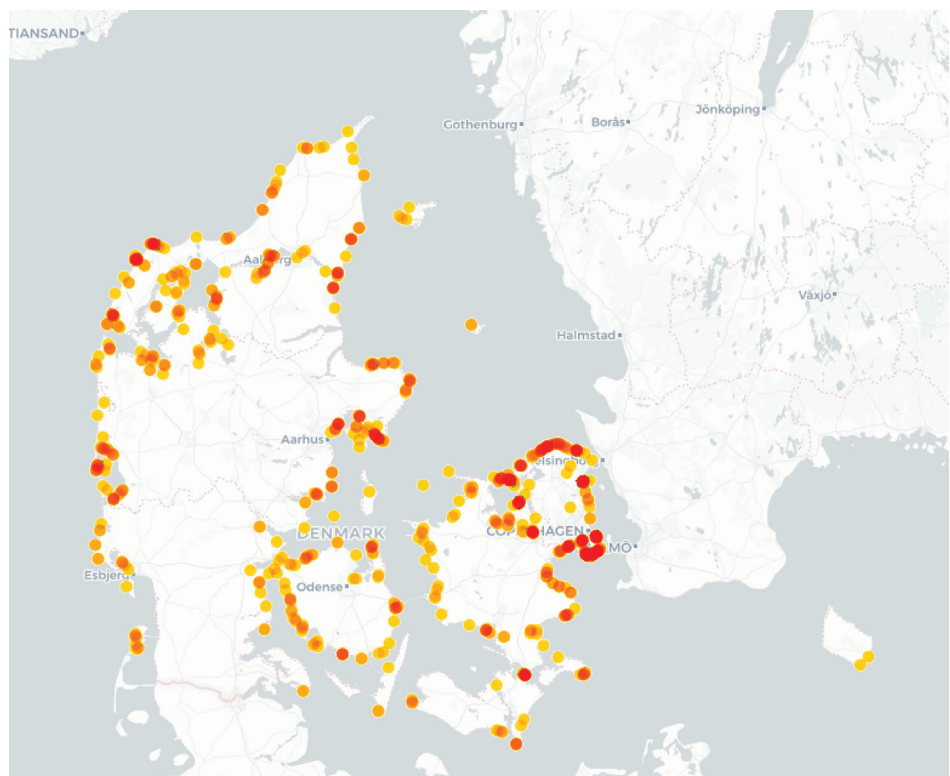 TIANSAND
Gothenburg
Borås
Jönköping
Aalborg
Växjö
Halmstad
Aarhus
Helsingborg
DENMARK
COPENHAGEN
MÖ
Esbjerg
Odense